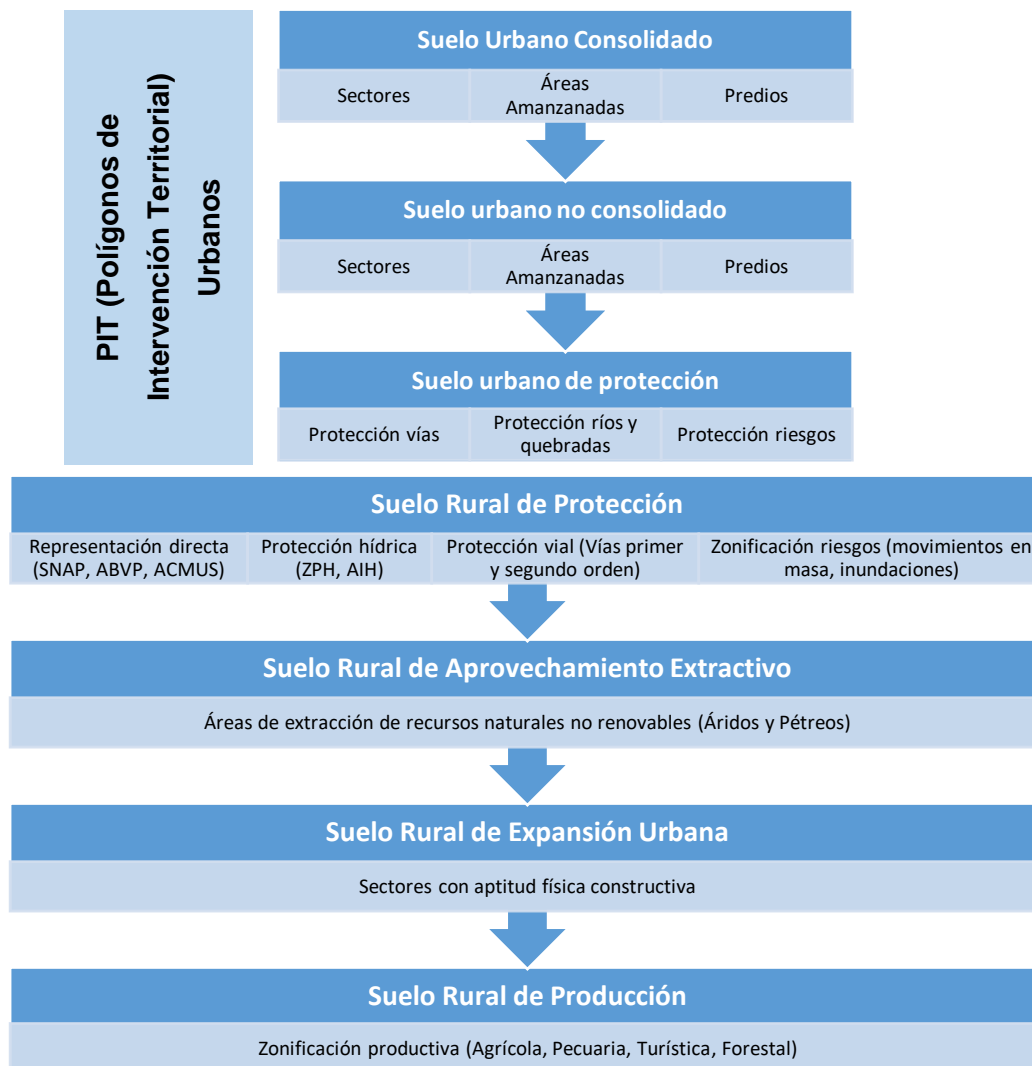 PIT (Polígonos de
Intervención Territorial)
Urbanos
Suelo Urbano Consolidado
Sectores
Áreas
Amanzanadas
Predios
Suelo urbano no consolidado
Sectores
Áreas
Amanzanadas
Predios
Suelo urbano de protección
Protección vías
Protección ríos y
quebradas
Protección riesgos
Suelo Rural de Protección
Representación directa
(SNAP, ABVP, ACMUS)
Protección hídrica
(ZPH, AIH)
Protección vial (Vías primer
y segundo orden)
Zonificación riesgos (movimientos en
masa, inundaciones)
Suelo Rural de Aprovechamiento Extractivo
Áreas de extracción de recursos naturales no renovables (Áridos y Pétreos)
Suelo Rural de Expansión Urbana
Sectores con aptitud física constructiva
Suelo Rural de Producción
Zonificación productiva (Agrícola, Pecuaria, Turística, Forestal)